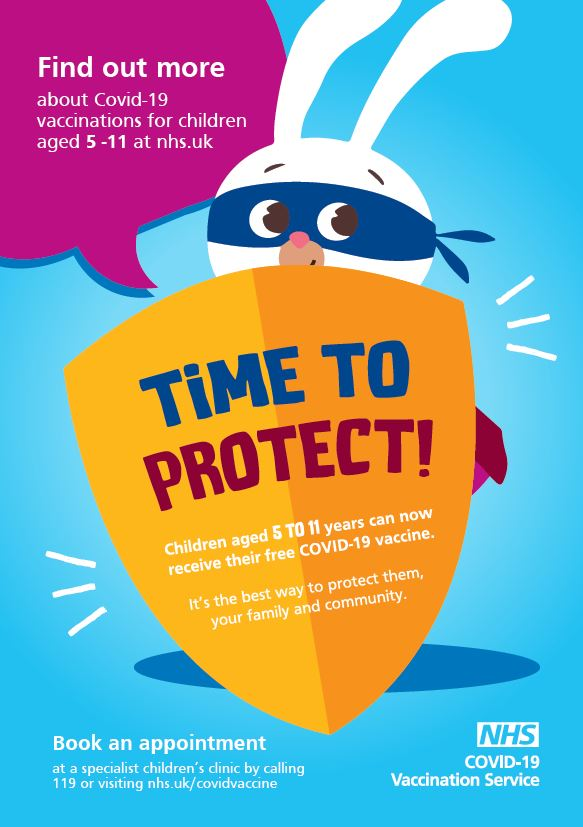 Find out more
about Covid-19
vaccinations for children
aged 5 -11 at nhs.uk
TiME TO
PROTECT!
Children aged 5 TO 11 years can now
receive their free COVID-19 vaccine.
It's the best way to protect them,
your family and community.
Book an appointment
at a specialist children's clinic by calling
119 or visiting nhs.uk/covidvaccine
NHS
COVID-19
Vaccination Service